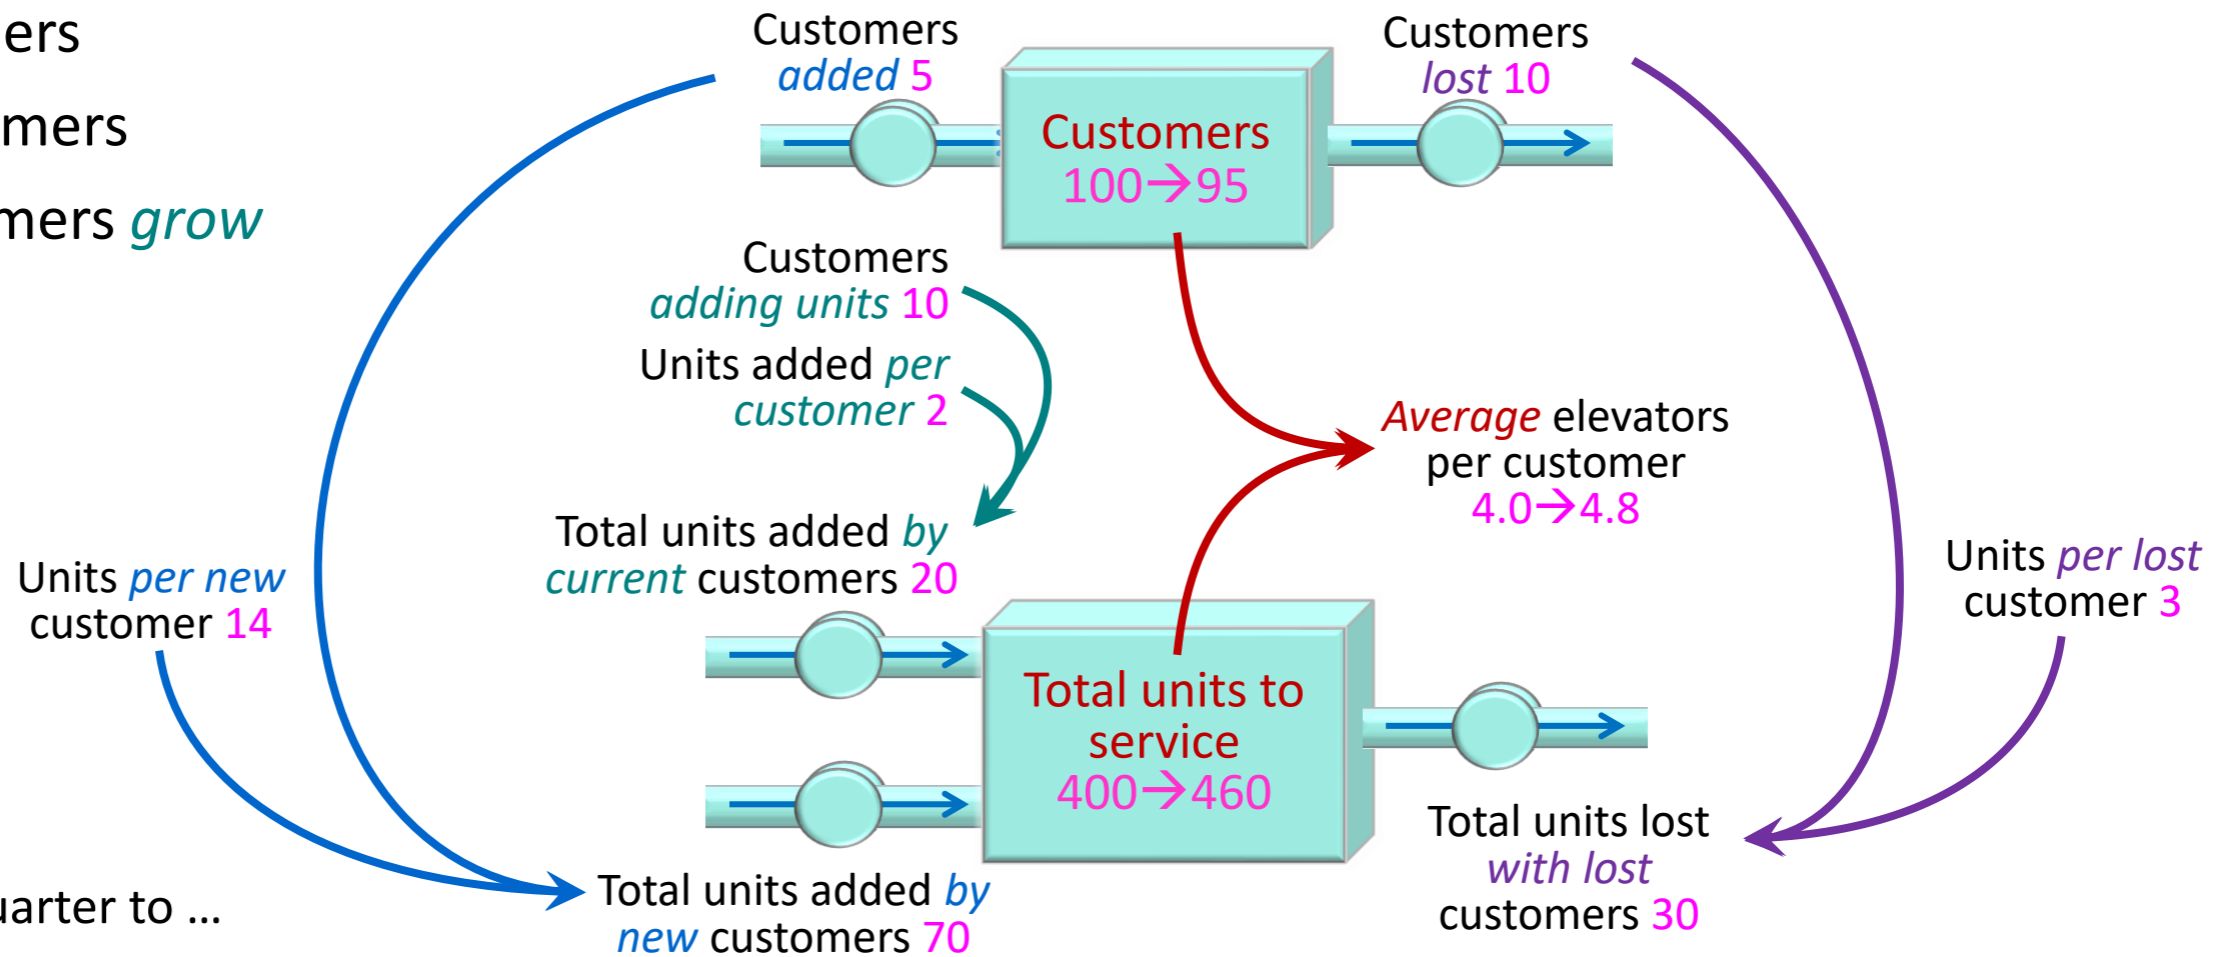 ers
mers
mers grow
uarter to ...
Customers
added 5
Customers
100→95
Customers
lost 10
Customers
adding units 10
Units added per
customer 2
Average elevators
per customer
4.0→4.8
Total units added by
current customers 20
Units per new
customer 14
Units per lost
customer 3
Total units to
service
400→460
Total units added by
new customers 70
Total units lost
with lost
customers 30